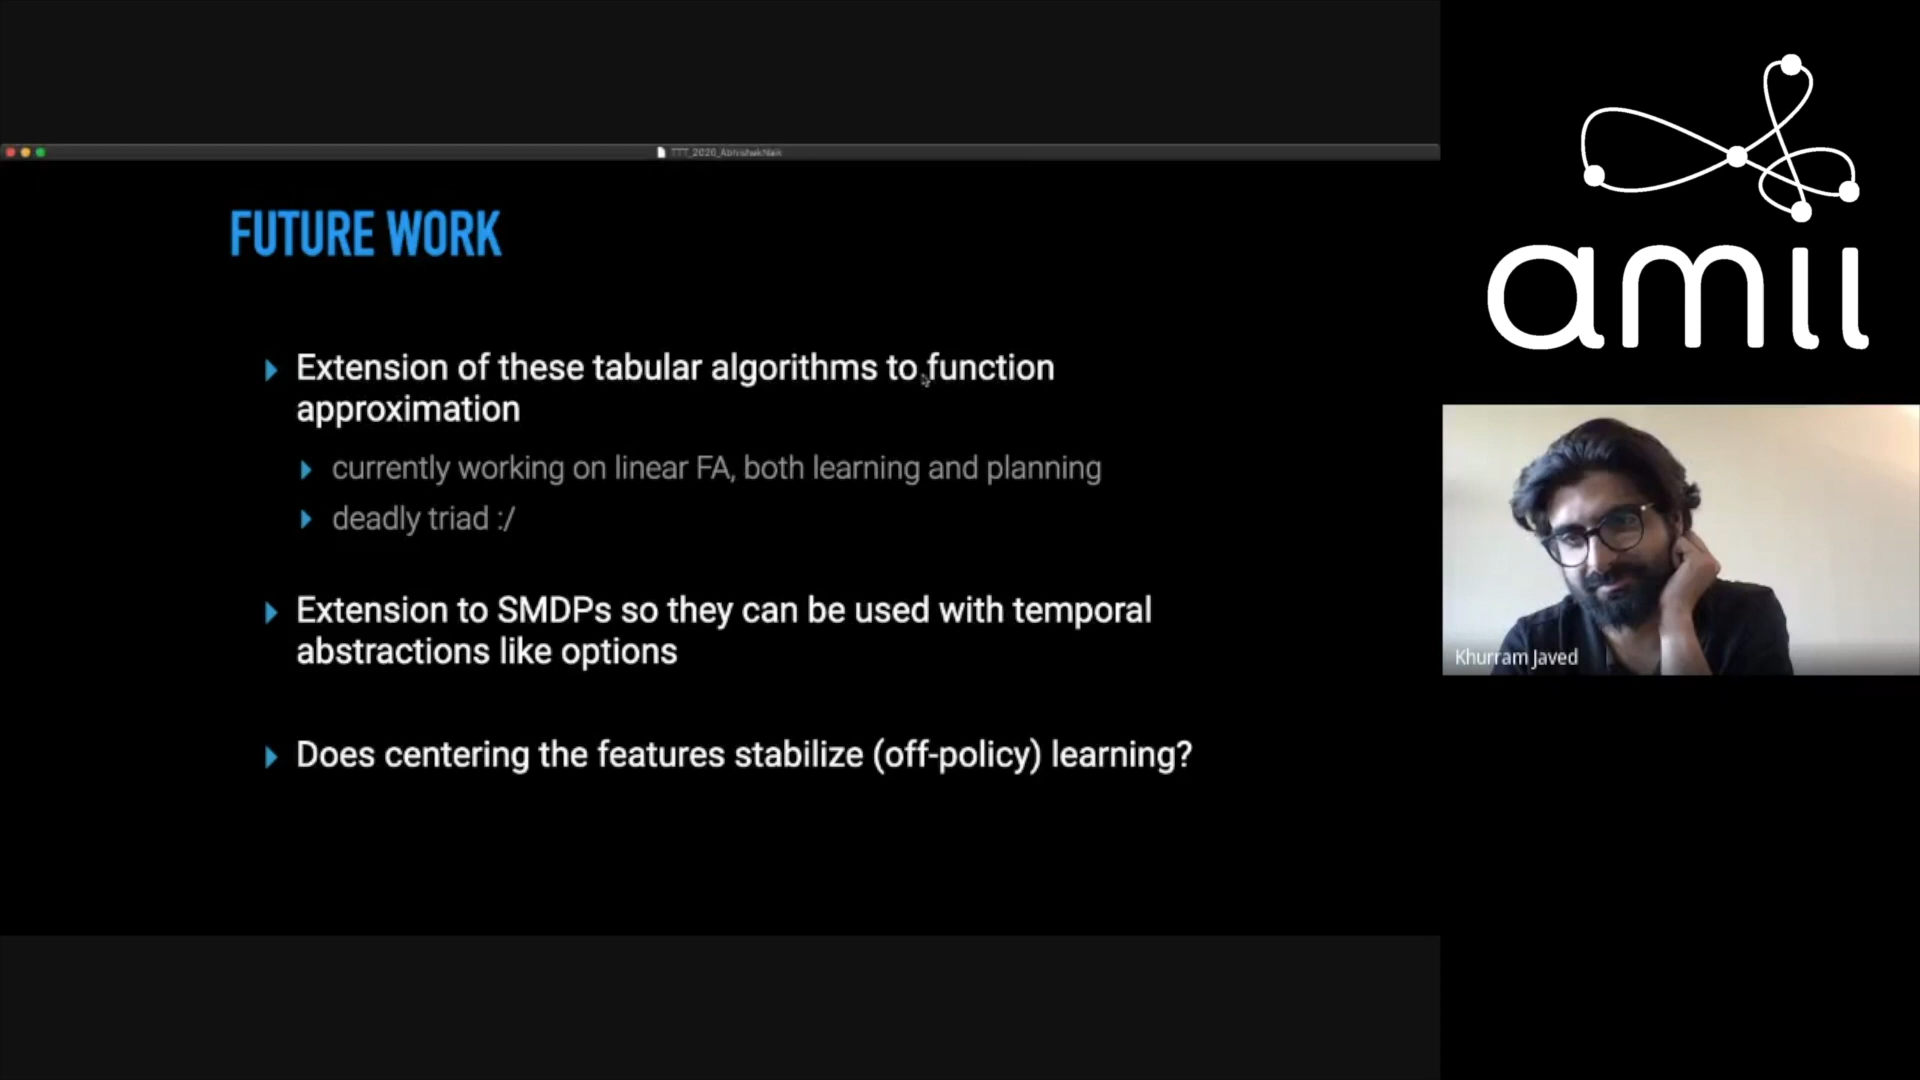 TTT_2020_AbhishekNaik
FUTURE WORK
Extension of these tabular algorithms to function
approximation
currently working on linear FA, both learning and planning
deadly triad :/
Extension to SMDPs so they can be used with temporal
abstractions like options
Does centering the features stabilize (off-policy) learning?
amii
Khurram Javed